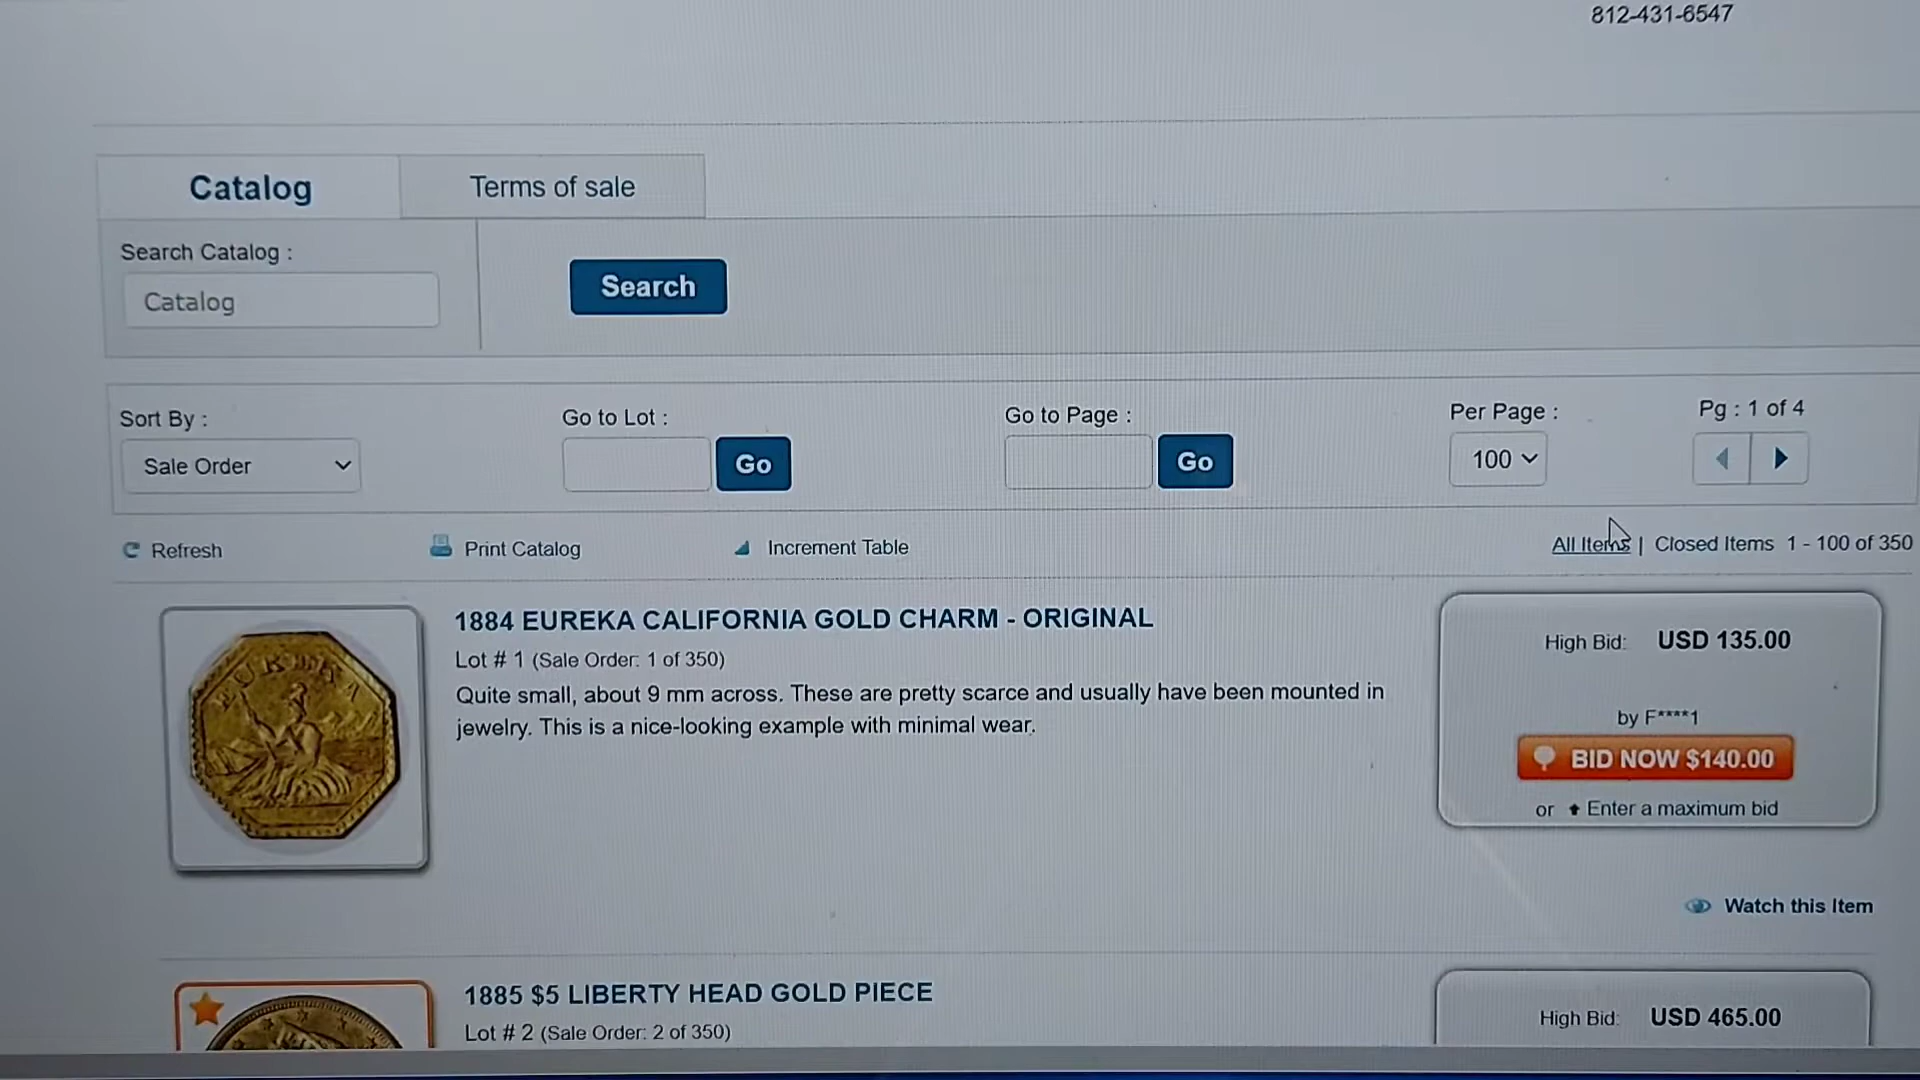 812-431-6547
Catalog
Terms of sale
Search Catalog :
Catalog
Search
Sort By :
Go to Lot :
Go to Page :
Per Page :
Pg : 1 of 4
Sale Order
Go
Go
100
Refresh
Print Catalog
Increment Table
All Items | Closed Items 1 - 100 of 350
1884 EUREKA CALIFORNIA GOLD CHARM - ORIGINAL
Lot # 1 (Sale Order: 1 of 350)
Quite small, about 9 mm across. These are pretty scarce and usually have been mounted in
jewelry. This is a nice-looking example with minimal wear.
EUREKA
High Bid: USD 135.00
by F****1
BID NOW $140.00
or Enter a maximum bid
Watch this Item
1885 $5 LIBERTY HEAD GOLD PIECE
Lot # 2 (Sale Order: 2 of 350)
High Bid: USD 465.00